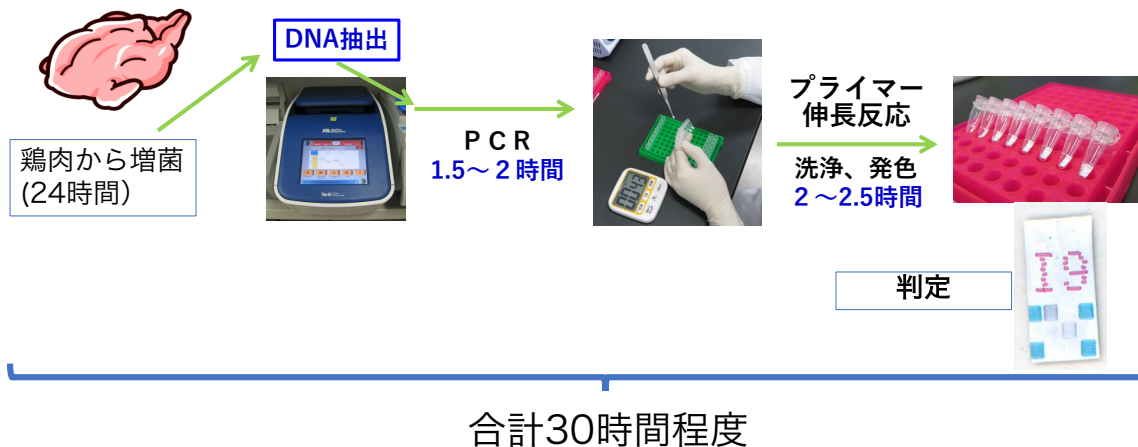 DNA抽出
鶏肉から増菌
(24時間）
ＰＣＲ
1.5～２時間
プライマー
伸長反応
洗浄、発色
２～2.5時間
判定
19
合計30時間程度